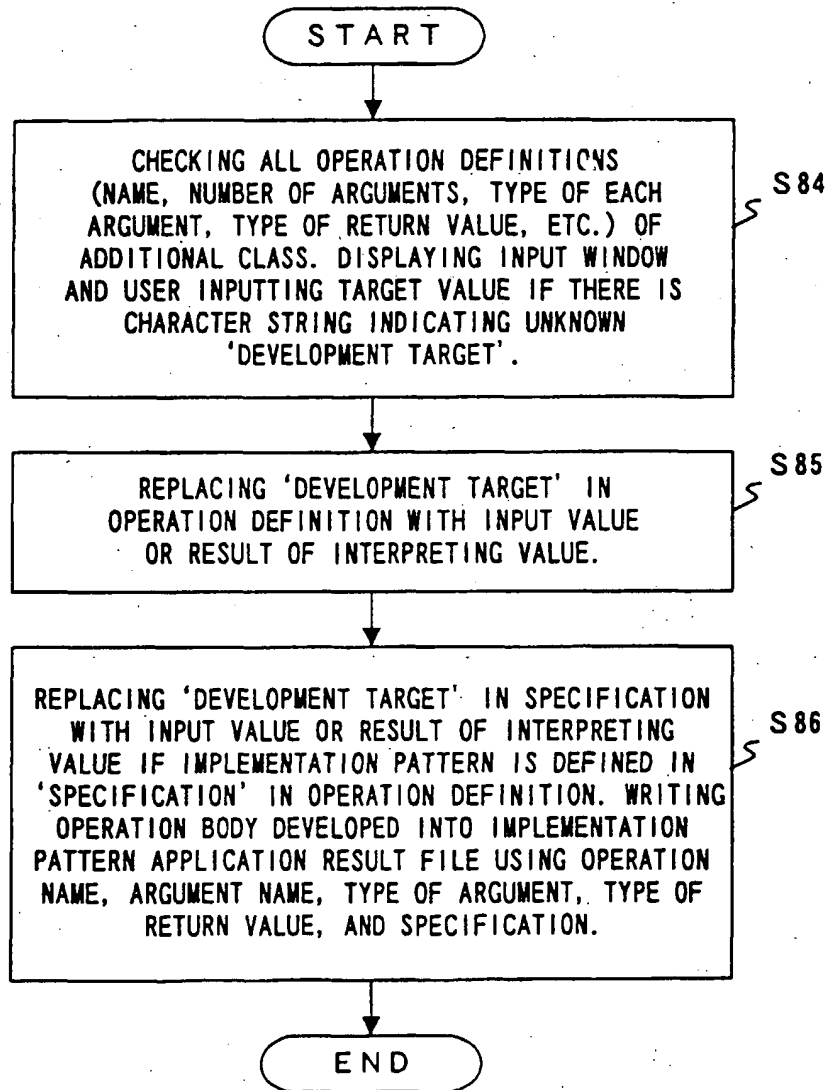 START
CHECKING ALL OPERATION DEFINITIONS
(NAME, NUMBER OF ARGUMENTS, TYPE OF EACH
ARGUMENT, TYPE OF RETURN VALUE, ETC.) OF
ADDITIONAL CLASS. DISPLAYING INPUT WINDOW
AND USER INPUTTING TARGET VALUE IF THERE IS
CHARACTER STRING INDICATING UNKNOWN
'DEVELOPMENT TARGET'.
S84
REPLACING 'DEVELOPMENT TARGET' IN
OPERATION DEFINITION WITH INPUT VALUE
OR RESULT OF INTERPRETING VALUE.
S85
REPLACING 'DEVELOPMENT TARGET' IN SPECIFICATION
WITH INPUT VALUE OR RESULT OF INTERPRETING
VALUE IF IMPLEMENTATION PATTERN IS DEFINED IN
'SPECIFICATION' IN OPERATION DEFINITION. WRITING
OPERATION BODY DEVELOPED INTO IMPLEMENTATION
PATTERN APPLICATION RESULT FILE USING OPERATION
NAME, ARGUMENT NAME, TYPE OF ARGUMENT, TYPE OF
RETURN VALUE, AND SPECIFICATION.
S86
END